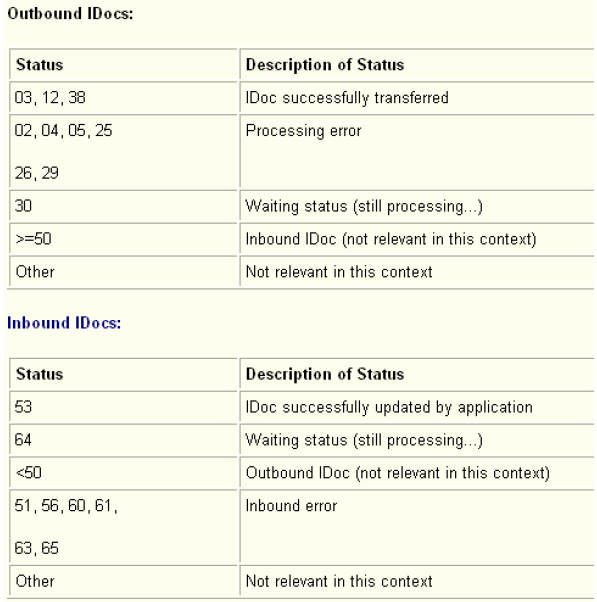 Outbound IDocs:
Status Description of Status
03, 12, 38 IDoc successfully transferred
02, 04, 05, 25 Processing error
26, 29
30 Waiting status (still processing...)
>=50 Inbound IDoc (not relevant in this context)
Other Not relevant in this context
Inbound IDocs:
Status Description of Status
53 IDoc successfully updated by application
64 Waiting status (still processing...)
<50 Outbound IDoc (not relevant in this context)
51, 56, 60, 61, Inbound error
63, 65
Other Not relevant in this context